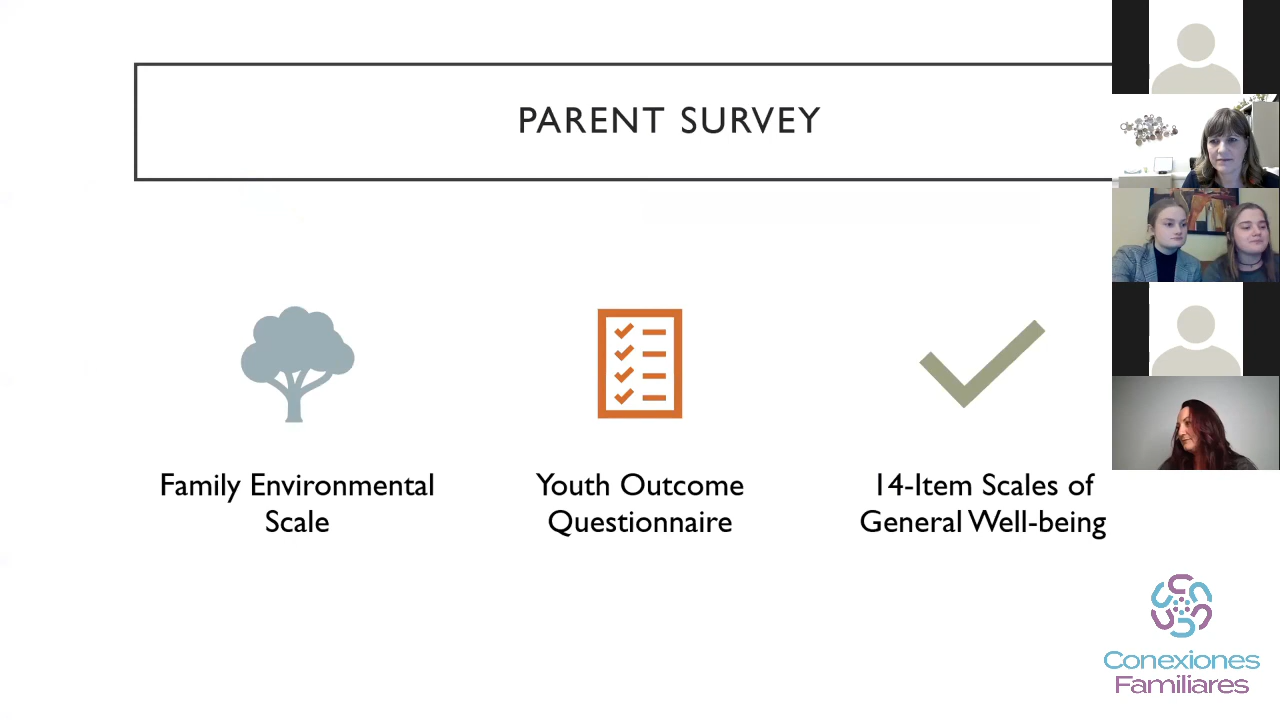 PARENT SURVEY
Family Environmental
Scale
Youth Outcome
Questionnaire
14-Item Scales of
General Well-being
Conexiones
Familiares